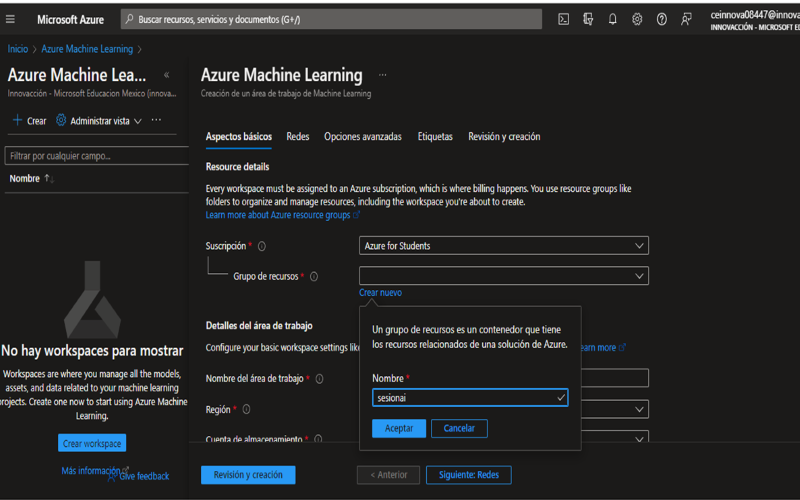 Microsoft Azure
Buscar recursos, servicios y documentos (G+/)
ceinnova08447@innova
INNOVACCIÓN - MICROSOFT ED
Inicio > Azure Machine Learning >
Azure Machine Lea... «
Innovacción - Microsoft Educacion Mexico (innova...
+ Crear Administrar vista ...
Filtrar por cualquier campo...
Nombre ↑↓
No hay workspaces para mostrar
Workspaces are where you manage all the models,
assets, and data related to your machine learning
projects. Create one now to start using Azure Machine
Learning.
Crear workspace
Más información
Give feedback
Azure Machine Learning ...
Creación de un área de trabajo de Machine Learning
Aspectos básicos Redes Opciones avanzadas Etiquetas Revisión y creación
Resource details
Every workspace must be assigned to an Azure subscription, which is where billing happens. You use resource groups like
folders to organize and manage resources, including the workspace you're about to create.
Learn more about Azure resource groups
Suscripción * Azure for Students
Grupo de recursos *
Crear nuevo
Un grupo de recursos es un contenedor que tiene
los recursos relacionados de una solución de Azure.
Nombre *
sesionai
Aceptar Cancelar
Detalles del área de trabajo
Configure your basic workspace settings like
earn more
Nombre del área de trabajo *
Región *
Cuenta de almacenamiento *
Revisión y creación < Anterior Siguiente: Redes